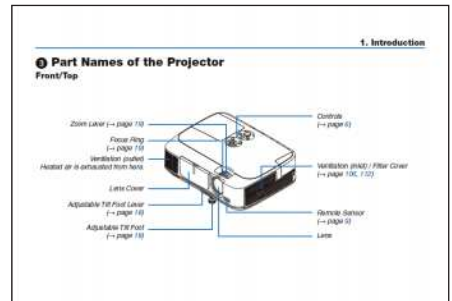 1. Introduction
❸ Part Names of the Projector
Front/Top
Zoom Lever (→ page 19)
Focus Ring
(→ page 19)
Ventilation (outlet)
Heated air is exhausted from here.
Lens Cover
Adjustable Tilt Foot Lever
(→ page 18)
Adjustable Tilt Foot
(→ page 18)
Controls
(→ page 6)
Ventilation (inlet) / Filter Cover
(→ page 106, 112)
Remote Sensor
(→ page 9)
Lens